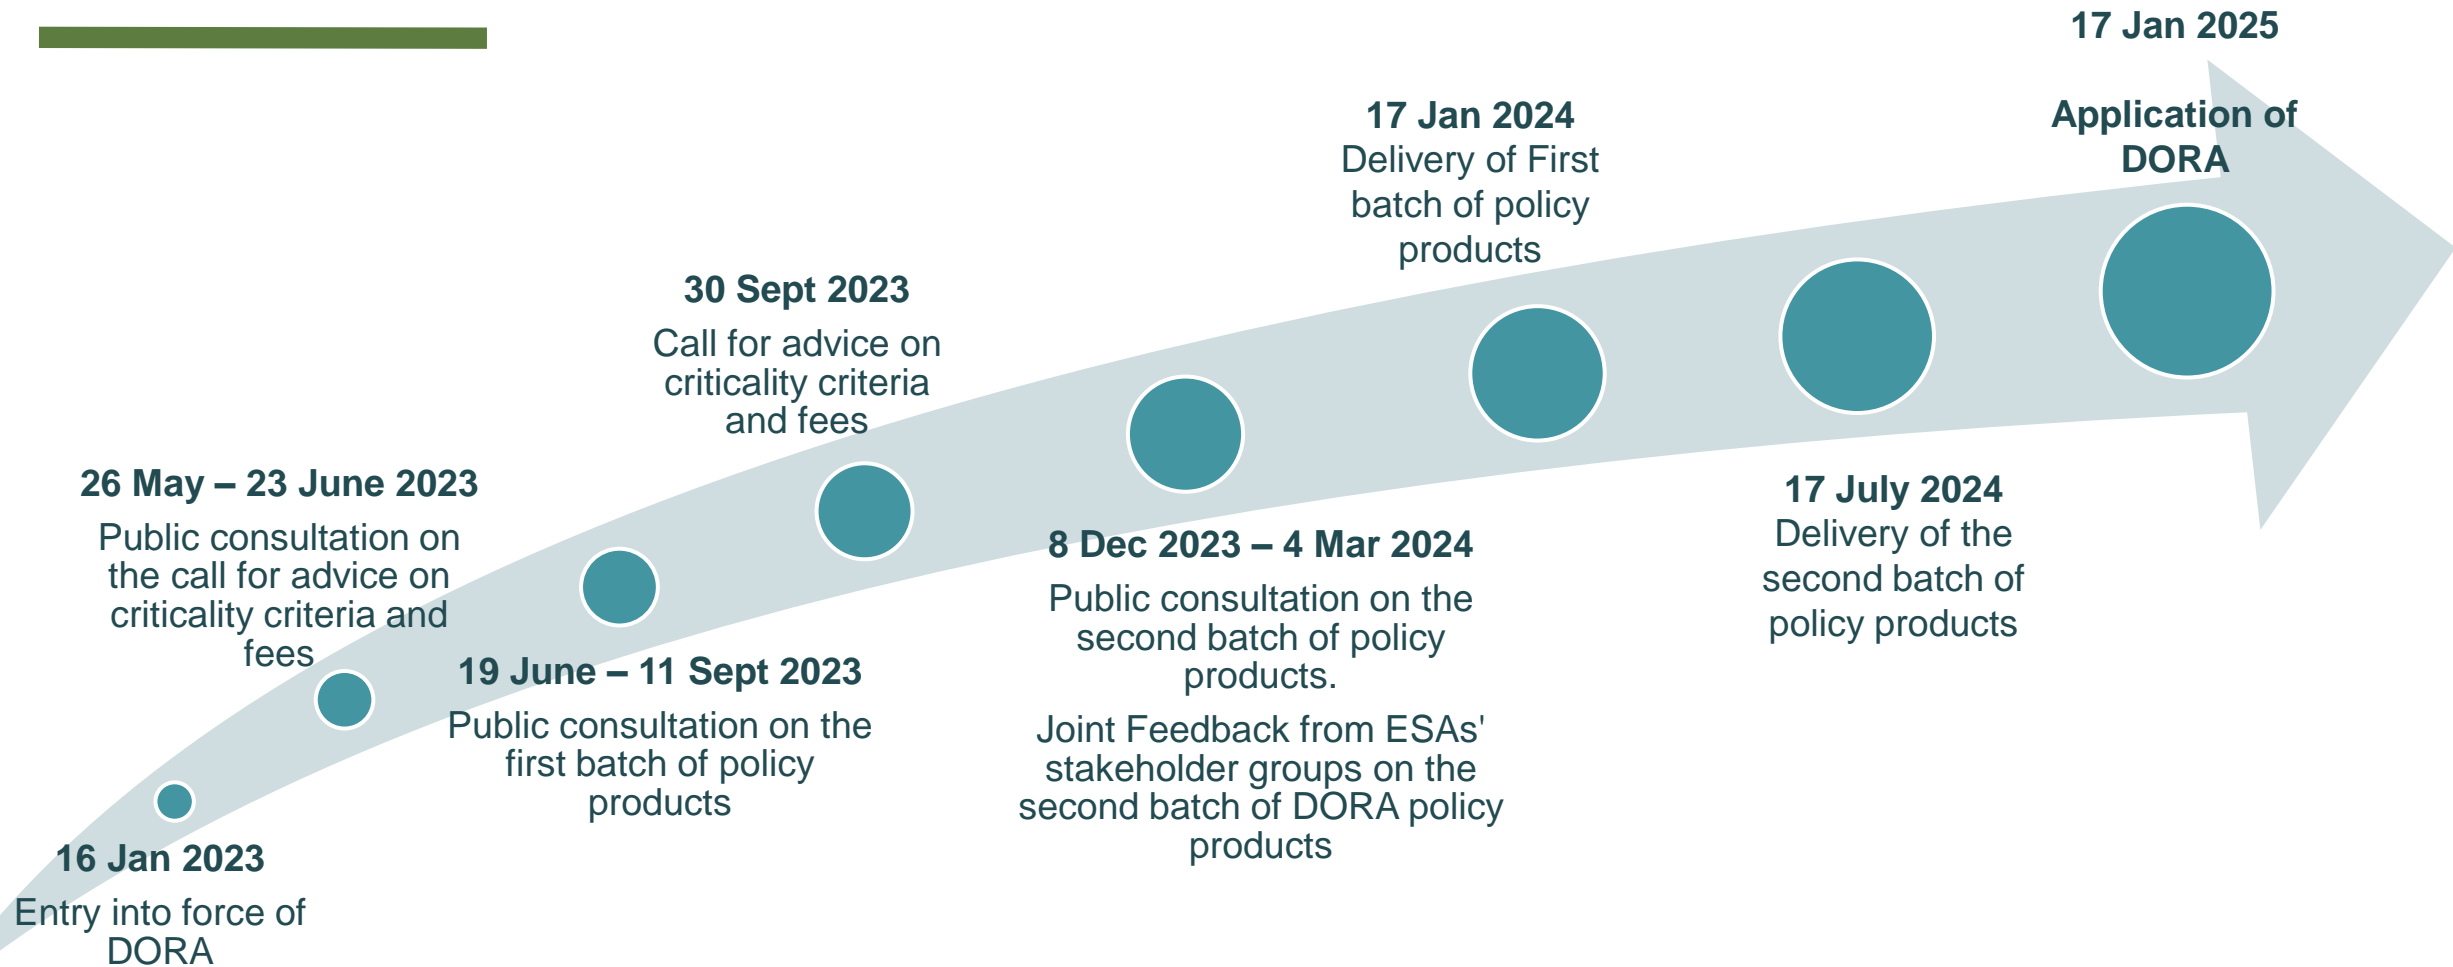 16 Jan 2023
Entry into force of
DORA
26 May – 23 June 2023
Public consultation on
the call for advice on
criticality criteria and
fees
19 June – 11 Sept 2023
Public consultation on the
first batch of policy
products
30 Sept 2023
Call for advice on
criticality criteria
and fees
8 Dec 2023 – 4 Mar 2024
Public consultation on the
second batch of policy
products.
Joint Feedback from ESAs'
stakeholder groups on the
second batch of DORA policy
products
17 Jan 2024
Delivery of First
batch of policy
products
17 July 2024
Delivery of the
second batch of
policy products
17 Jan 2025
Application of
DORA